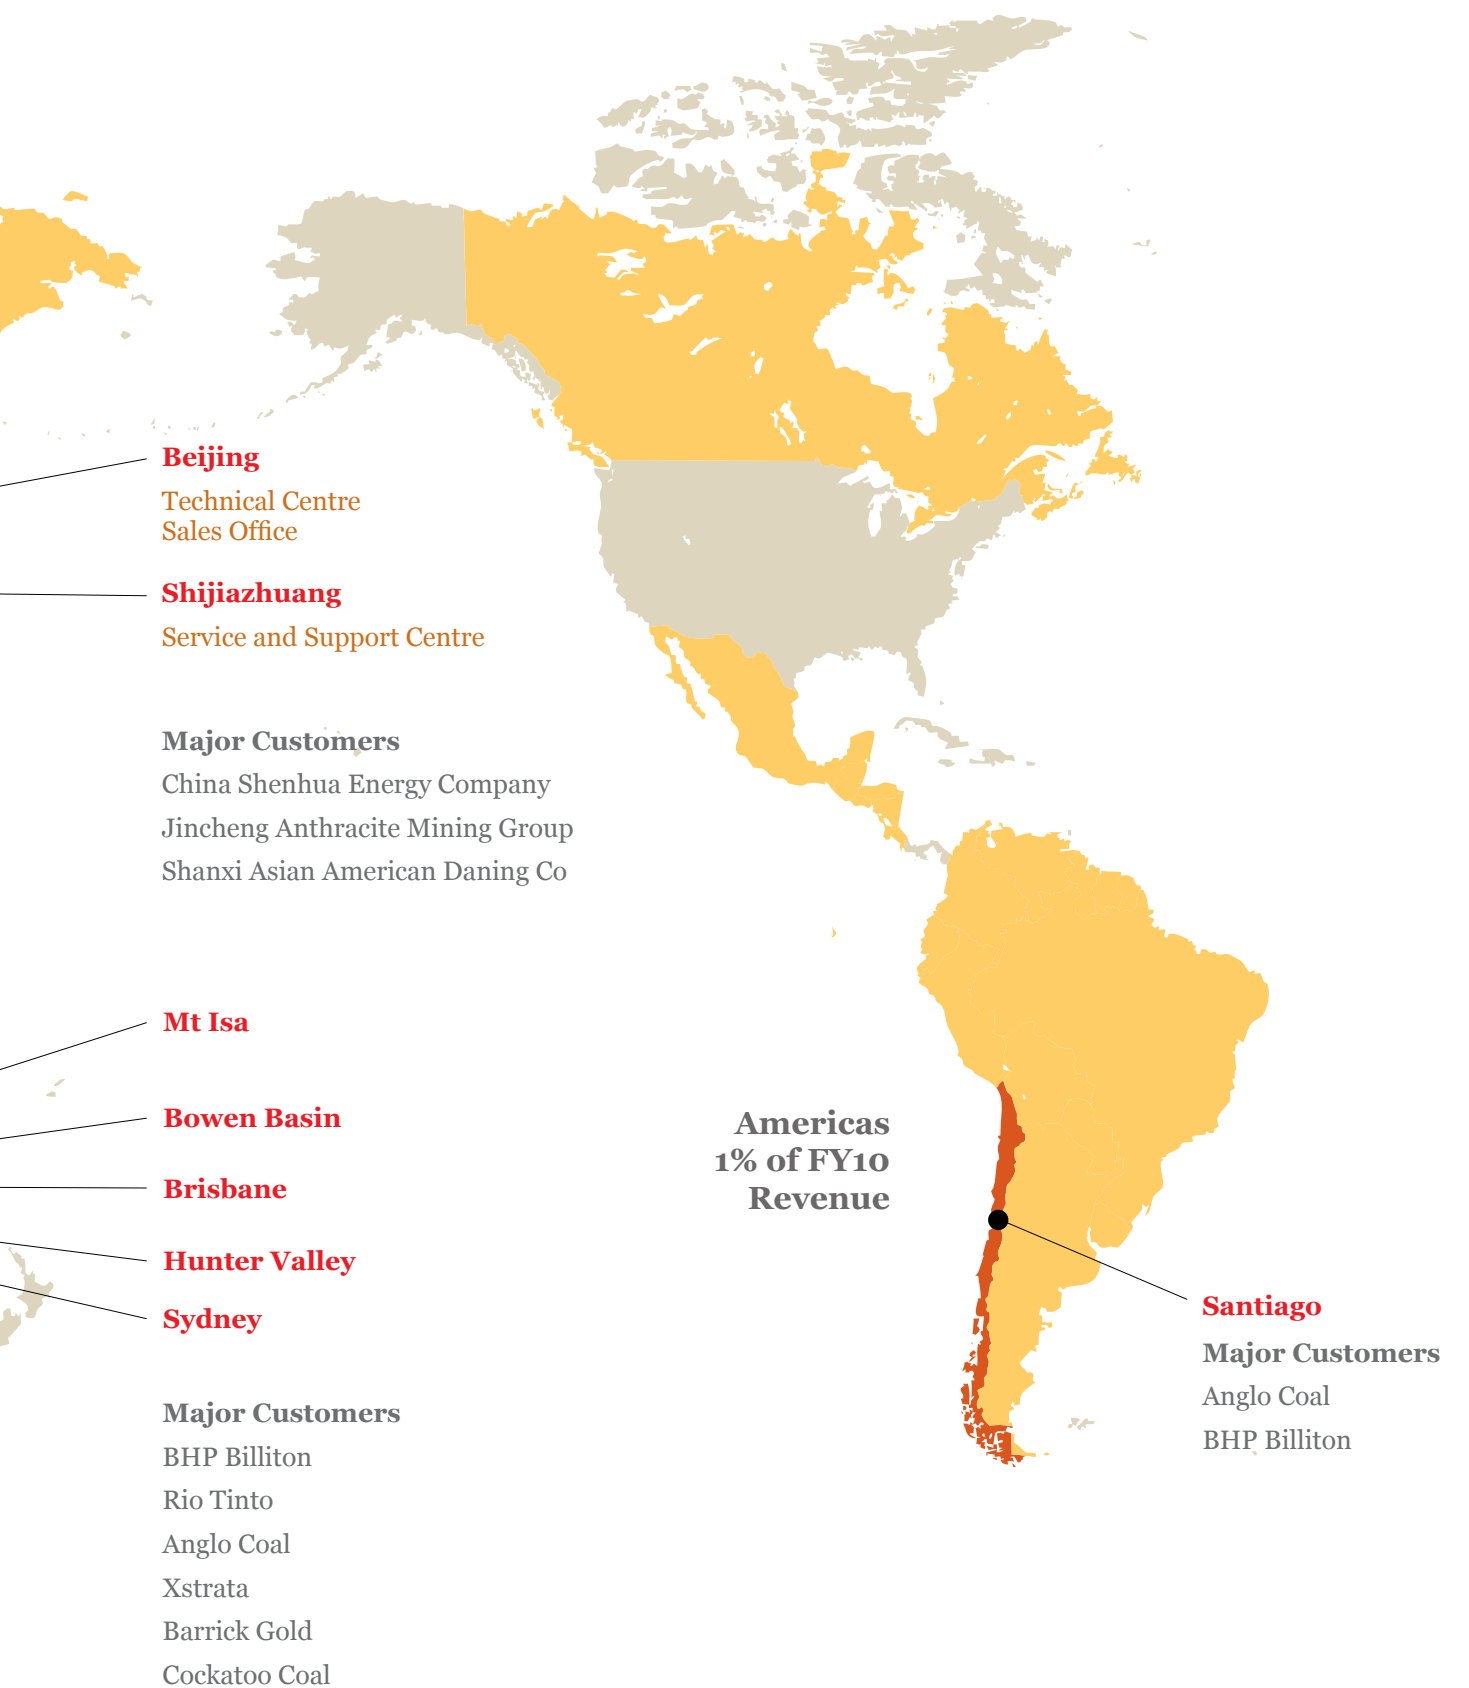 Beijing
Technical Centre
Sales Office
Shijiazhuang
Service and Support Centre
Major Customers
China Shenhua Energy Company
Jincheng Anthracite Mining Group
Shanxi Asian American Daning Co
Mt Isa
Bowen Basin
Brisbane
Hunter Valley
Sydney
Major Customers
BHP Billiton
Rio Tinto
Anglo Coal
Xstrata
Barrick Gold
Cockatoo Coal
Americas
1% of FY10
Revenue
Santiago
Major Customers
Anglo Coal
BHP Billiton